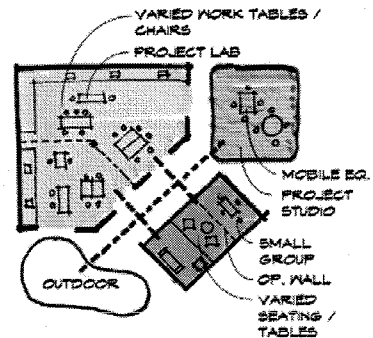 VARIED WORK TABLES /
CHAIRS
PROJECT LAB
MOBILE EQ.
PROJECT
STUDIO
SMALL
GROUP
OP. WALL
OUTDOOR
VARIED
SEATING /
TABLES